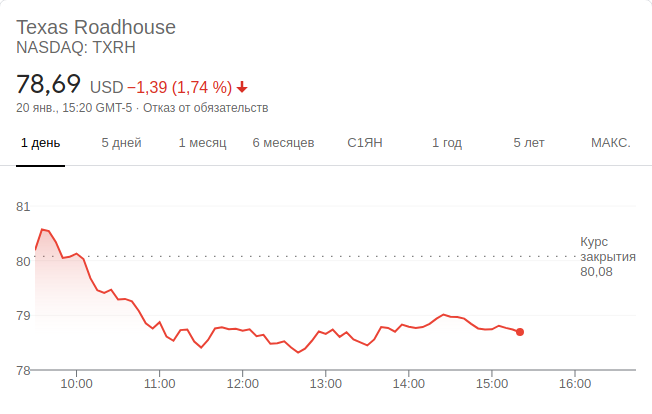 Texas Roadhouse
NASDAQ: TXRH
78,69 USD −1,39 (1,74 %)
20 янв., 15:20 GMT-5 · Отказ от обязательств
1 день 5 дней 1 месяц 6 месяцев С1ЯН 1 год 5 лет МАКС.
81
Курс
закрытия
80,08
80
79
78
10:00 11:00 12:00 13:00 14:00 15:00 16:00